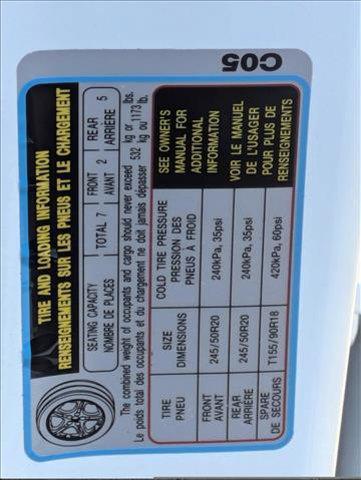 TIRE AND LOADING INFORMATION
RENSEIGNEMENTS SUR LES PNEUS ET LE CHARGEMENT
SEATING CAPACITY
NOMBRE DE PLACES
TOTAL 7
FRONT
AVANT 2
REAR
ARRIÈRE 5
The combined weight of occupants and cargo should never exceed 532 kg or 1173 lbs.
Le poids total des occupants et du chargement ne doit jamais dépasser 532 kg ou 1173 lb.
TIRE
PNEU
SIZE
DIMENSIONS
COLD TIRE PRESSURE
PRESSION DES
PNEUS À FROID
FRONT
AVANT
245/50R20
240kPa, 35psi
REAR
ARRIÈRE
245/50R20
240kPa, 35psi
SPARE
DE SECOURS
T155/90R18
420kPa, 60psi
SEE OWNER'S
MANUAL FOR
ADDITIONAL
INFORMATION
VOIR LE MANUEL
DE L'USAGER
POUR PLUS DE
RENSEIGNEMENTS
C05